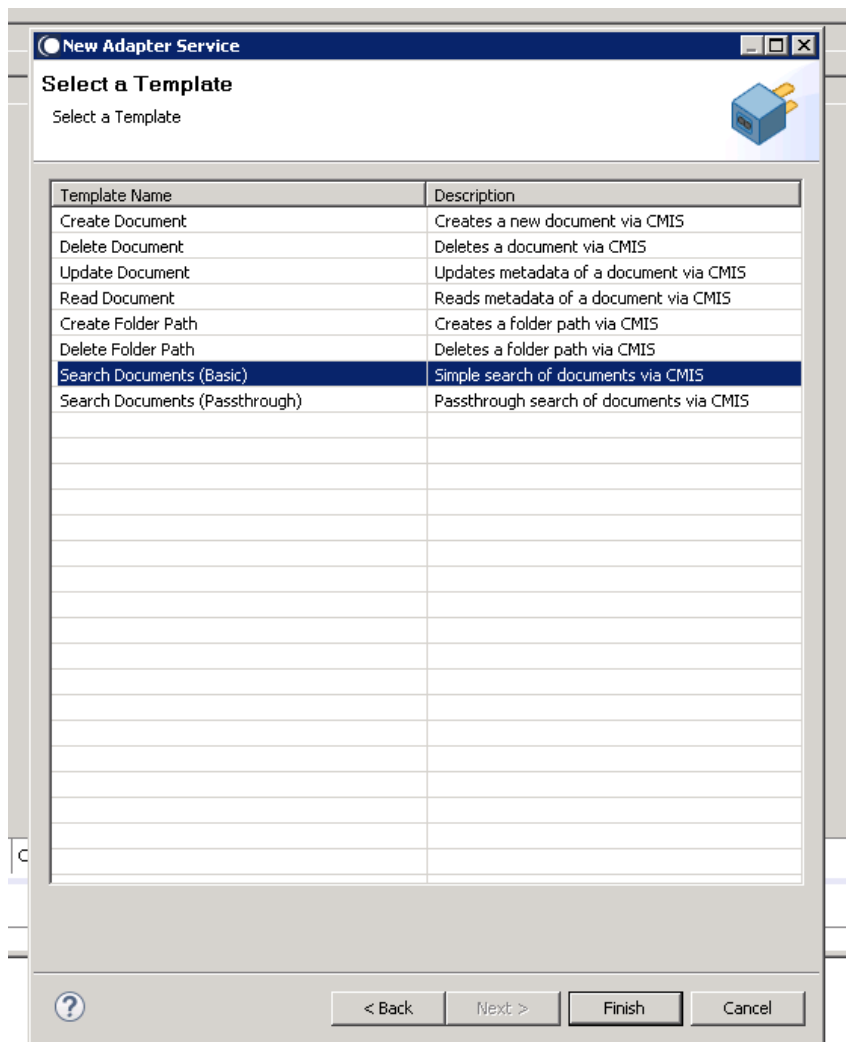 New Adapter Service
Select a Template
Select a Template
Template Name Description
Create Document Creates a new document via CMIS
Delete Document Deletes a document via CMIS
Update Document Updates metadata of a document via CMIS
Read Document Reads metadata of a document via CMIS
Create Folder Path Creates a folder path via CMIS
Delete Folder Path Deletes a folder path via CMIS
Search Documents (Basic) Simple search of documents via CMIS
Search Documents (Passthrough) Passthrough search of documents via CMIS
? < Back Next > Finish Cancel